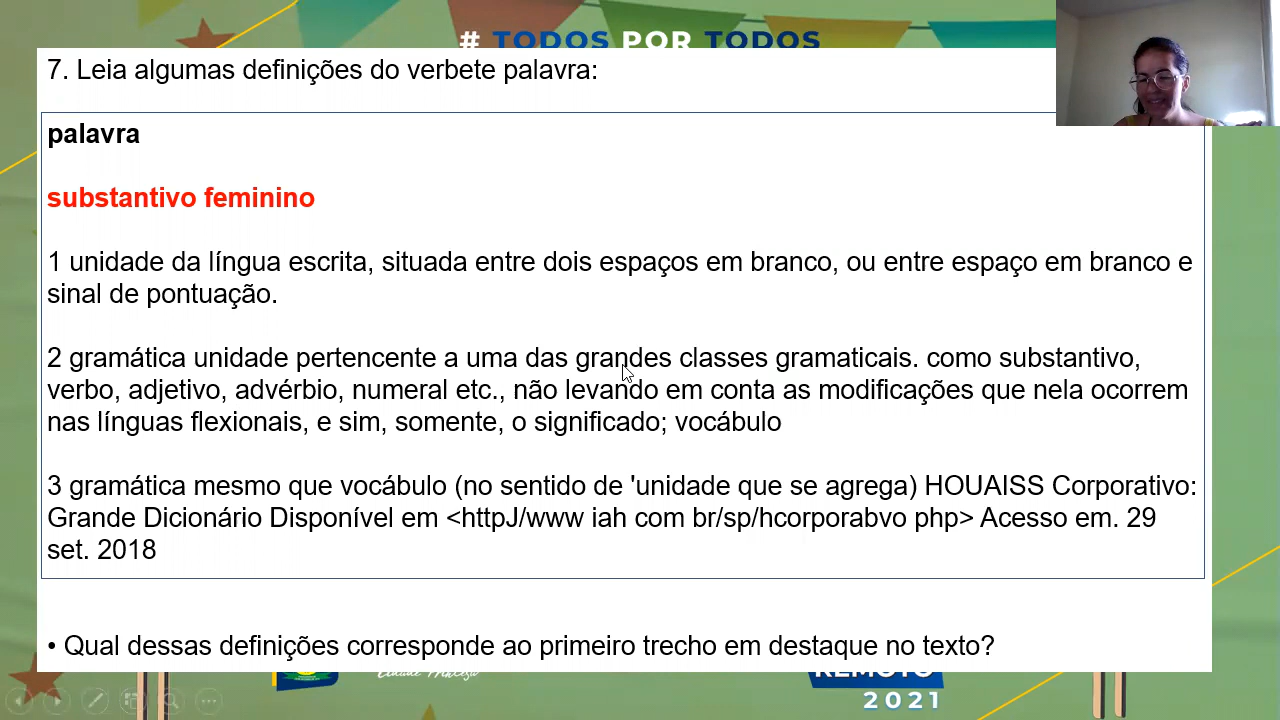 # TODOS POR TODOS
7. Leia algumas definições do verbete palavra:
palavra
substantivo feminino
1 unidade da língua escrita, situada entre dois espaços em branco, ou entre espaço em branco e
sinal de pontuação.
2 gramática unidade pertencente a uma das grandes classes gramaticais. como substantivo,
verbo, adjetivo, advérbio, numeral etc., não levando em conta as modificações que nela ocorrem
nas línguas flexionais, e sim, somente, o significado; vocábulo
3 gramática mesmo que vocábulo (no sentido de 'unidade que se agrega) HOUAISS Corporativo:
Grande Dicionário Disponível em <httpJ/www iah com br/sp/hcorporabvo php> Acesso em. 29
set. 2018
• Qual dessas definições corresponde ao primeiro trecho em destaque no texto?
REMOTO
2021